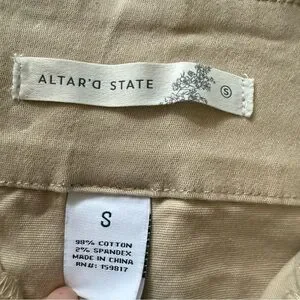 ALTAR'D STATE
S
S
98% COTTON
2% SPANDEX
MADE IN CHINA
RN#: 159817